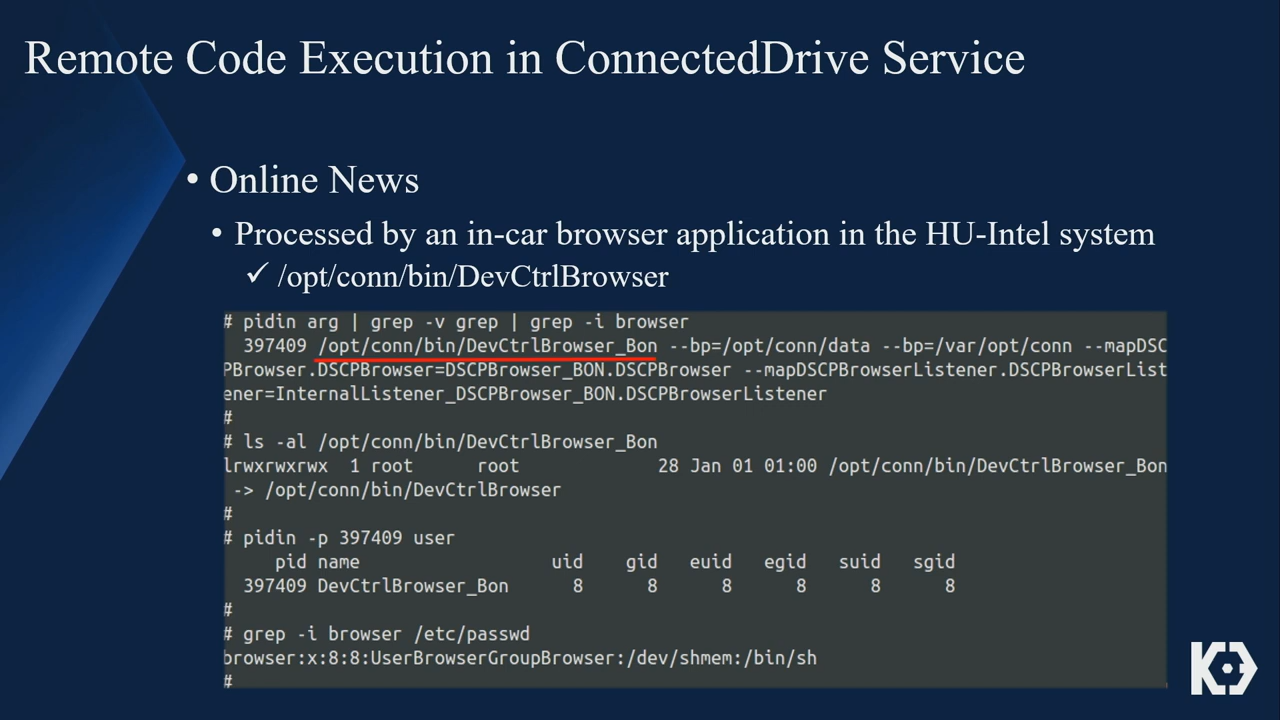 Remote Code Execution in ConnectedDrive Service
• Online News
• Processed by an in-car browser application in the HU-Intel system
✓ /opt/conn/bin/DevCtrlBrowser
# pidin arg | grep -v grep | grep -i browser
397409 /opt/conn/bin/DevCtrlBrowser_Bon --bp=/opt/conn/data --bp=/var/opt/conn --mapDSC
PBrowser.DSCPBrowser=DSCPBrowser_BON.DSCPBrowser --mapDSCPBrowserListener.DSCPBrowserList
ener=InternalListener_DSCPBrowser_BON.DSCPBrowserListener
#
# ls -al /opt/conn/bin/DevCtrlBrowser_Bon
lrwxrwxrwx 1 root root 28 Jan 01 01:00 /opt/conn/bin/DevCtrlBrowser_Bon
-> /opt/conn/bin/DevCtrlBrowser
#
# pidin -p 397409 user
pid name uid gid euid egid suid sgid
397409 DevCtrlBrowser_Bon 8 8 8 8 8 8
#
# grep -i browser /etc/passwd
browser:x:8:8:UserBrowserGroupBrowser:/dev/shmem:/bin/sh
#